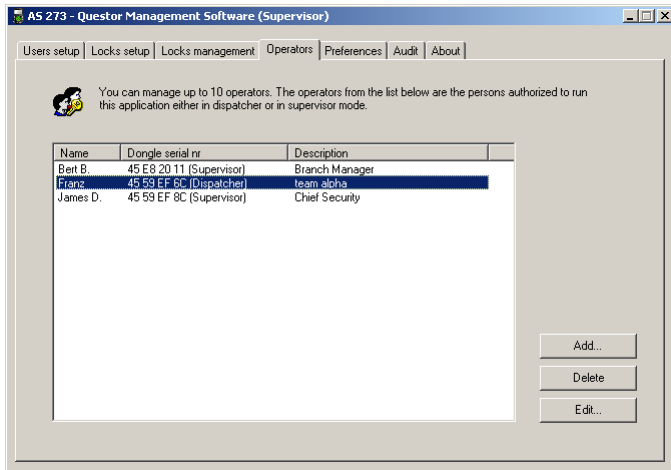 AS 273 - Questor Management Software (Supervisor)
Users setup Locks setup Locks management Operators Preferences Audit About
You can manage up to 10 operators. The operators from the list below are the persons authorized to run
this application either in dispatcher or in supervisor mode.
Name Dongle serial nr Description
Bert B. 45 E8 20 11 (Supervisor) Branch Manager
Franz 45 59 EF 6C (Dispatcher) team alpha
James D. 45 59 EF 8C (Supervisor) Chief Security
Add...
Delete
Edit...